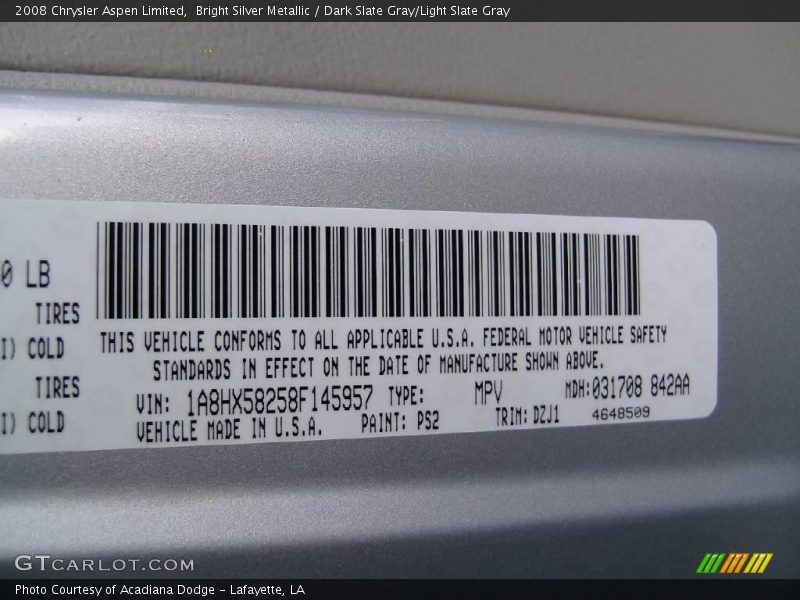 2008 Chrysler Aspen Limited, Bright Silver Metallic / Dark Slate Gray/Light Slate Gray
0 LB
TIRES
I) COLD
TIRES
I) COLD
THIS VEHICLE CONFORMS TO ALL APPLICABLE U.S.A. FEDERAL MOTOR VEHICLE SAFETY
STANDARDS IN EFFECT ON THE DATE OF MANUFACTURE SHOWN ABOVE.
VIN: 1A8HX58258F145957 TYPE: MPV MDH:031708 842AA
VEHICLE MADE IN U.S.A. PAINT: PS2 TRIM: DZJ1 4648509
GTCARLOT.COM
Photo Courtesy of Acadiana Dodge - Lafayette, LA